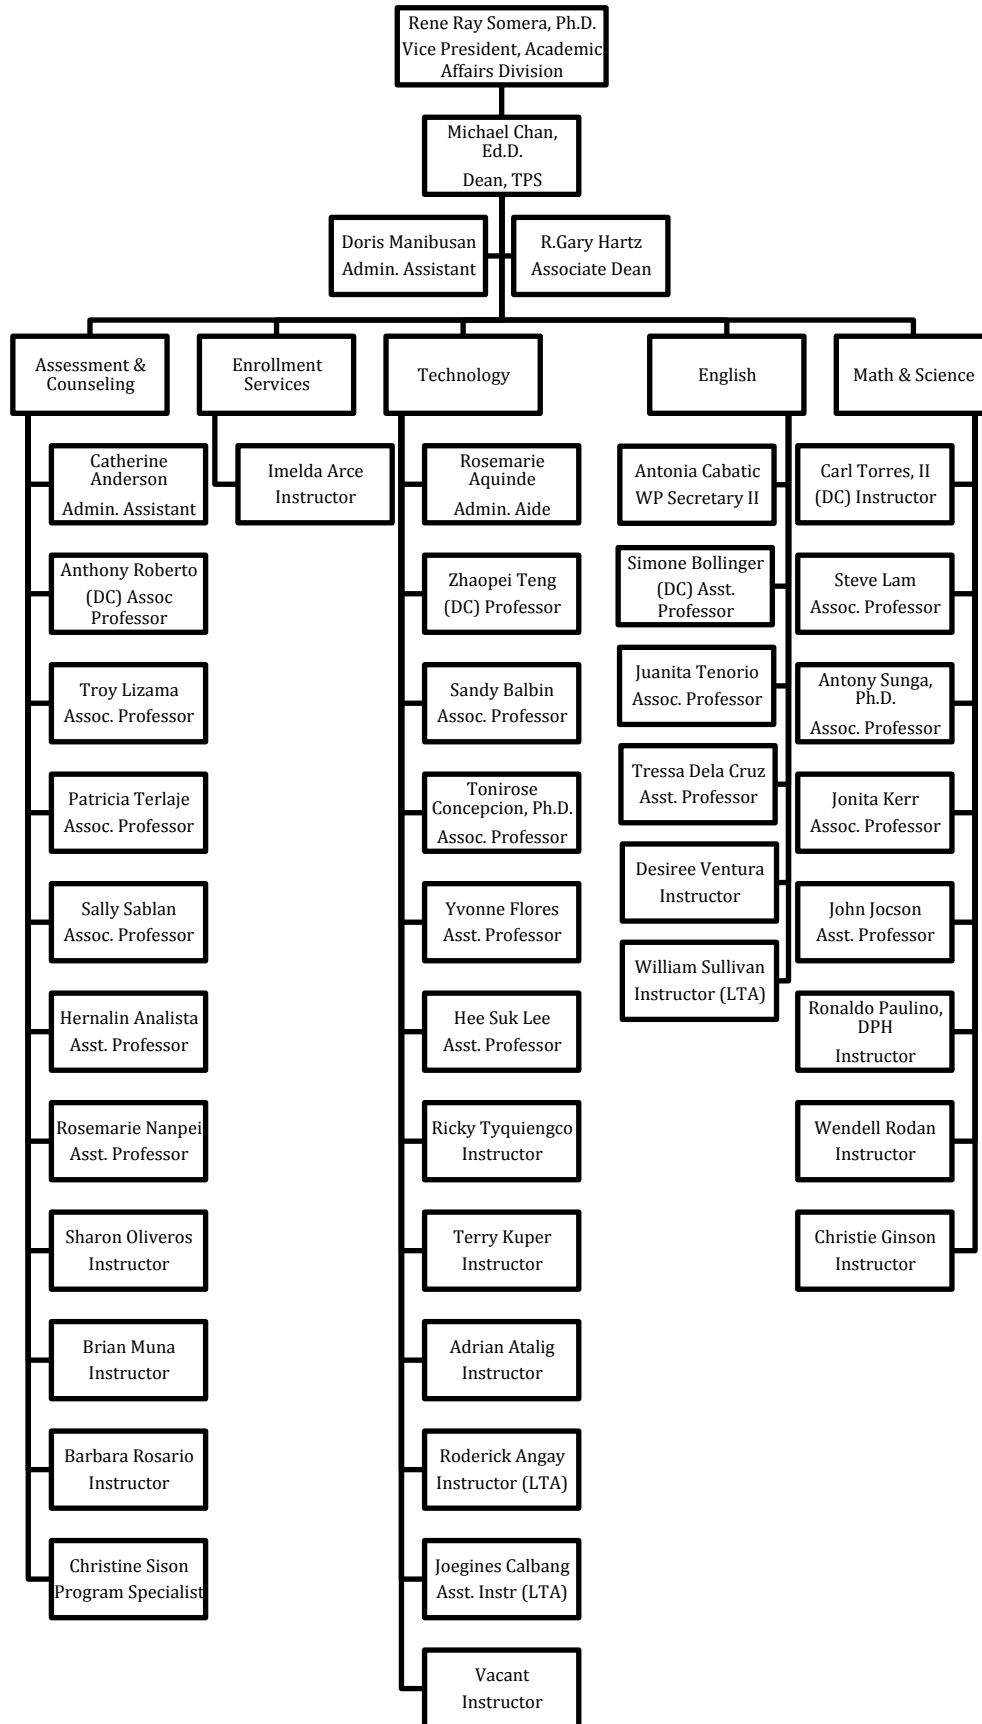 Rene Ray Somera, Ph.D.
Vice President, Academic
Affairs Division
Michael Chan,
Ed.D.
Dean, TPS
Doris Manibusan
Admin. Assistant
R.Gary Hartz
Associate Dean
Assessment &
Counseling
Enrollment
Services
Technology
English
Math & Science
Catherine
Anderson
Admin. Assistant
Anthony Roberto
(DC) Assoc
Professor
Troy Lizama
Assoc. Professor
Patricia Terlaje
Assoc. Professor
Sally Sablan
Assoc. Professor
Hernalin Analista
Asst. Professor
Rosemarie Nanpei
Asst. Professor
Sharon Oliveros
Instructor
Brian Muna
Instructor
Barbara Rosario
Instructor
Christine Sison
Program Specialist
Imelda Arce
Instructor
Rosemarie
Aquinde
Admin. Aide
Zhaopei Teng
(DC) Professor
Sandy Balbin
Assoc. Professor
Tonirose
Concepcion, Ph.D.
Assoc. Professor
Yvonne Flores
Asst. Professor
Hee Suk Lee
Asst. Professor
Ricky Tyquiengco
Instructor
Terry Kuper
Instructor
Adrian Atalig
Instructor
Roderick Angay
Instructor (LTA)
Joegines Calbang
Asst. Instr (LTA)
Vacant
Instructor
Antonia Cabatic
WP Secretary II
Simone Bollinger
(DC) Asst.
Professor
Juanita Tenorio
Assoc. Professor
Tressa Dela Cruz
Asst. Professor
Desiree Ventura
Instructor
William Sullivan
Instructor (LTA)
Carl Torres, II
(DC) Instructor
Steve Lam
Assoc. Professor
Antony Sunga,
Ph.D.
Assoc. Professor
Jonita Kerr
Assoc. Professor
John Jocson
Asst. Professor
Ronaldo Paulino,
DPH
Instructor
Wendell Rodan
Instructor
Christie Ginson
Instructor